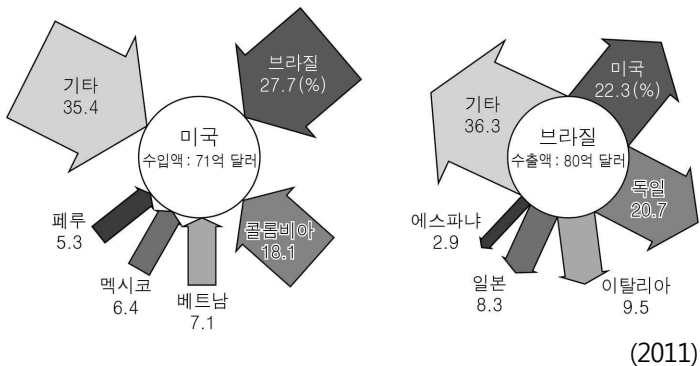 기타
35.4
브라질
27.7(%)
미국
수입액: 71억 달러
페루
5.3
멕시코
6.4
베트남
7.1
콜롬비아
18.1
기타
36.3
미국
22.3(%)
브라질
수출액: 80억 달러
독일
20.7
에스파냐
2.9
일본
8.3
이탈리아
9.5
(2011)